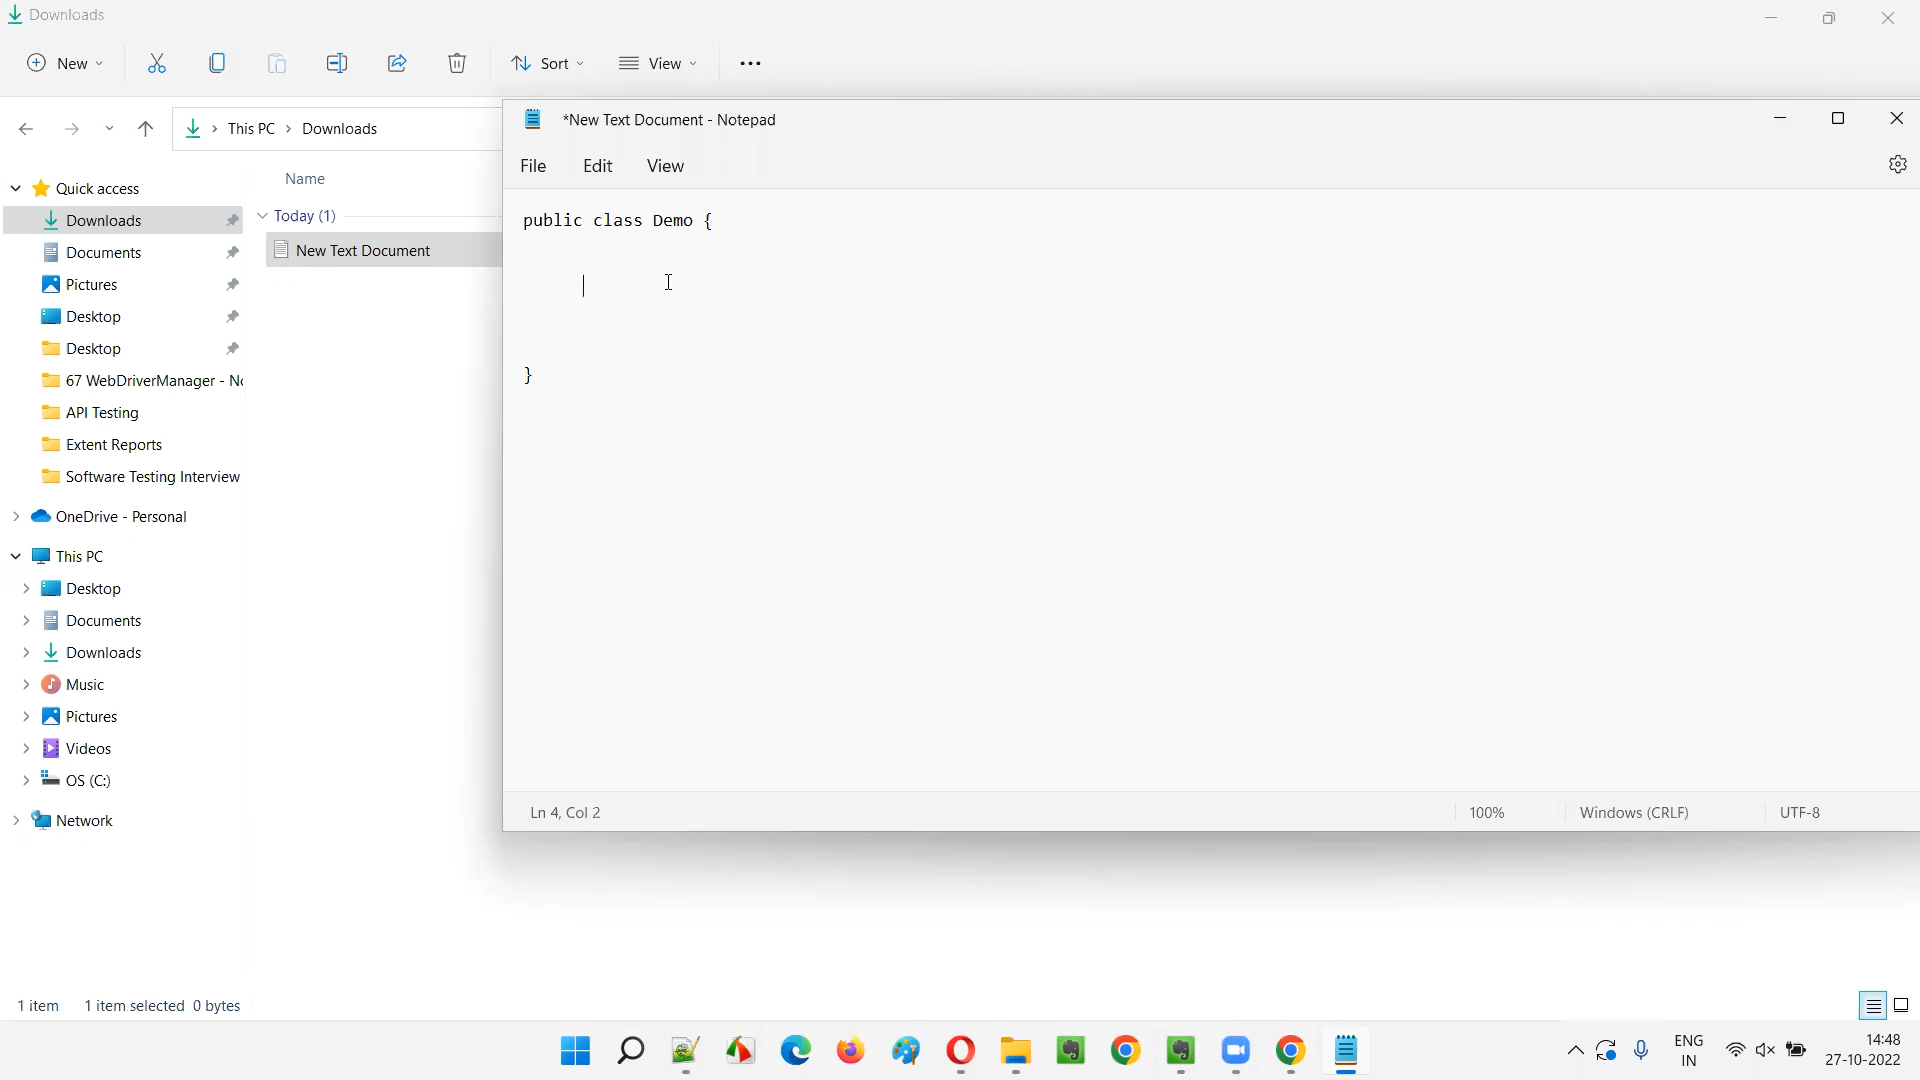 Downloads
New
Sort
View
This PC
Downloads
*New Text Document - Notepad
File
Edit
View
Name
Today (1)
New Text Document
Quick access
Downloads
Documents
Pictures
Desktop
Desktop
67 WebDriverManager - No
API Testing
Extent Reports
Software Testing Interview
OneDrive - Personal
This PC
Desktop
Documents
Downloads
Music
Pictures
Videos
OS (C:)
Network
public class Demo {
}
Ln 4, Col 2
100%
Windows (CRLF)
UTF-8
1 item
1 item selected 0 bytes
ENG
IN
14:48
27-10-2022